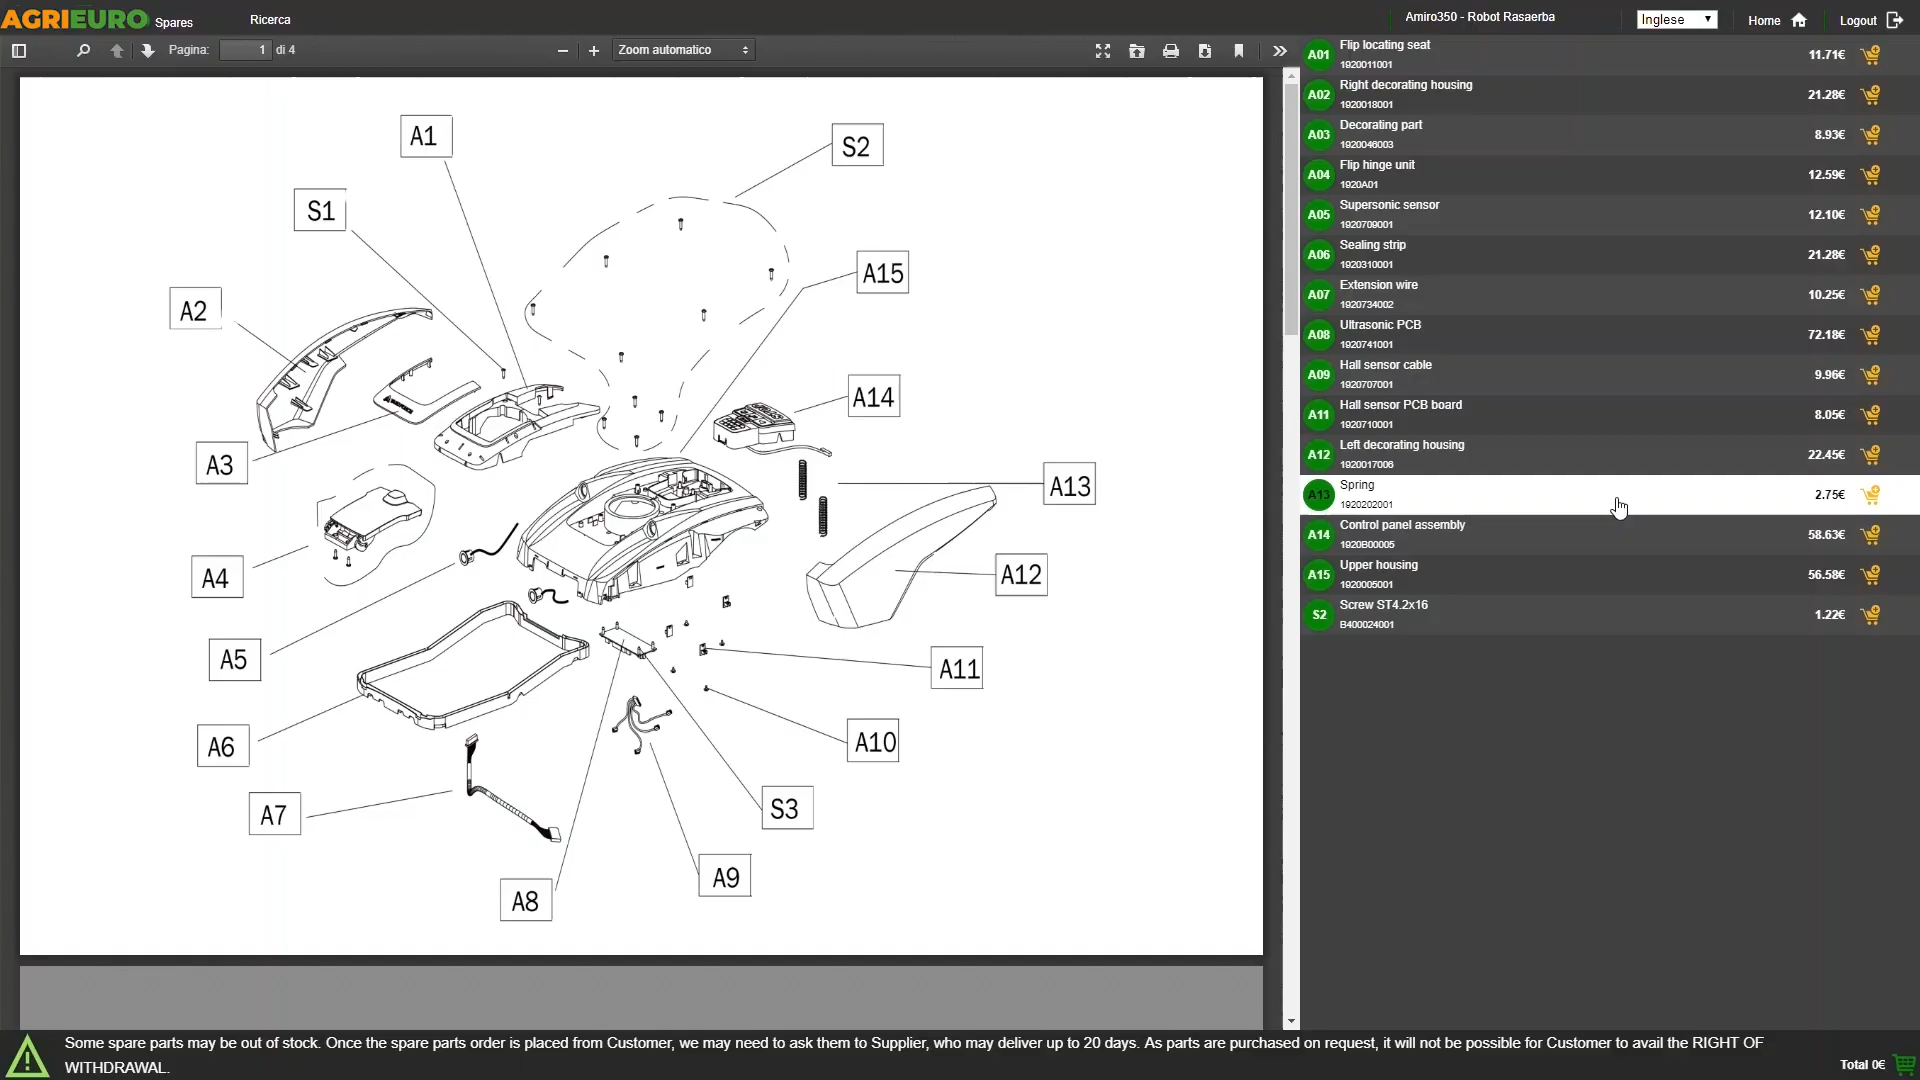 AGRIEURO Spares
Ricerca
Amiro350 - Robot Rasaerba
Inglese
Home
Logout
Pagina: 1 di 4
Zoom automatico
A1
S2
S1
A15
A2
A14
A3
A13
A4
A12
A5
A11
A6
A10
A7
S3
A9
A8
A01 Flip locating seat 11.71€
1920011001
A02 Right decorating housing 21.28€
1920018001
A03 Decorating part 8.93€
1920046003
A04 Flip hinge unit 12.59€
1920A01
A05 Supersonic sensor 12.10€
1920709001
A06 Sealing strip 21.28€
1920310001
A07 Extension wire 10.25€
1920734002
A08 Ultrasonic PCB 72.18€
1920741001
A09 Hall sensor cable 9.96€
1920707001
A11 Hall sensor PCB board 8.05€
1920710001
A12 Left decorating housing 22.45€
1920017006
A13 Spring 2.75€
1920202001
A14 Control panel assembly 58.63€
1920B00005
A15 Upper housing 56.58€
1920005001
S2 Screw ST4.2x16 1.22€
B400024001
Some spare parts may be out of stock. Once the spare parts order is placed from Customer, we may need to ask them to Supplier, who may deliver up to 20 days. As parts are purchased on request, it will not be possible for Customer to avail the RIGHT OF
WITHDRAWAL.
Total 0€